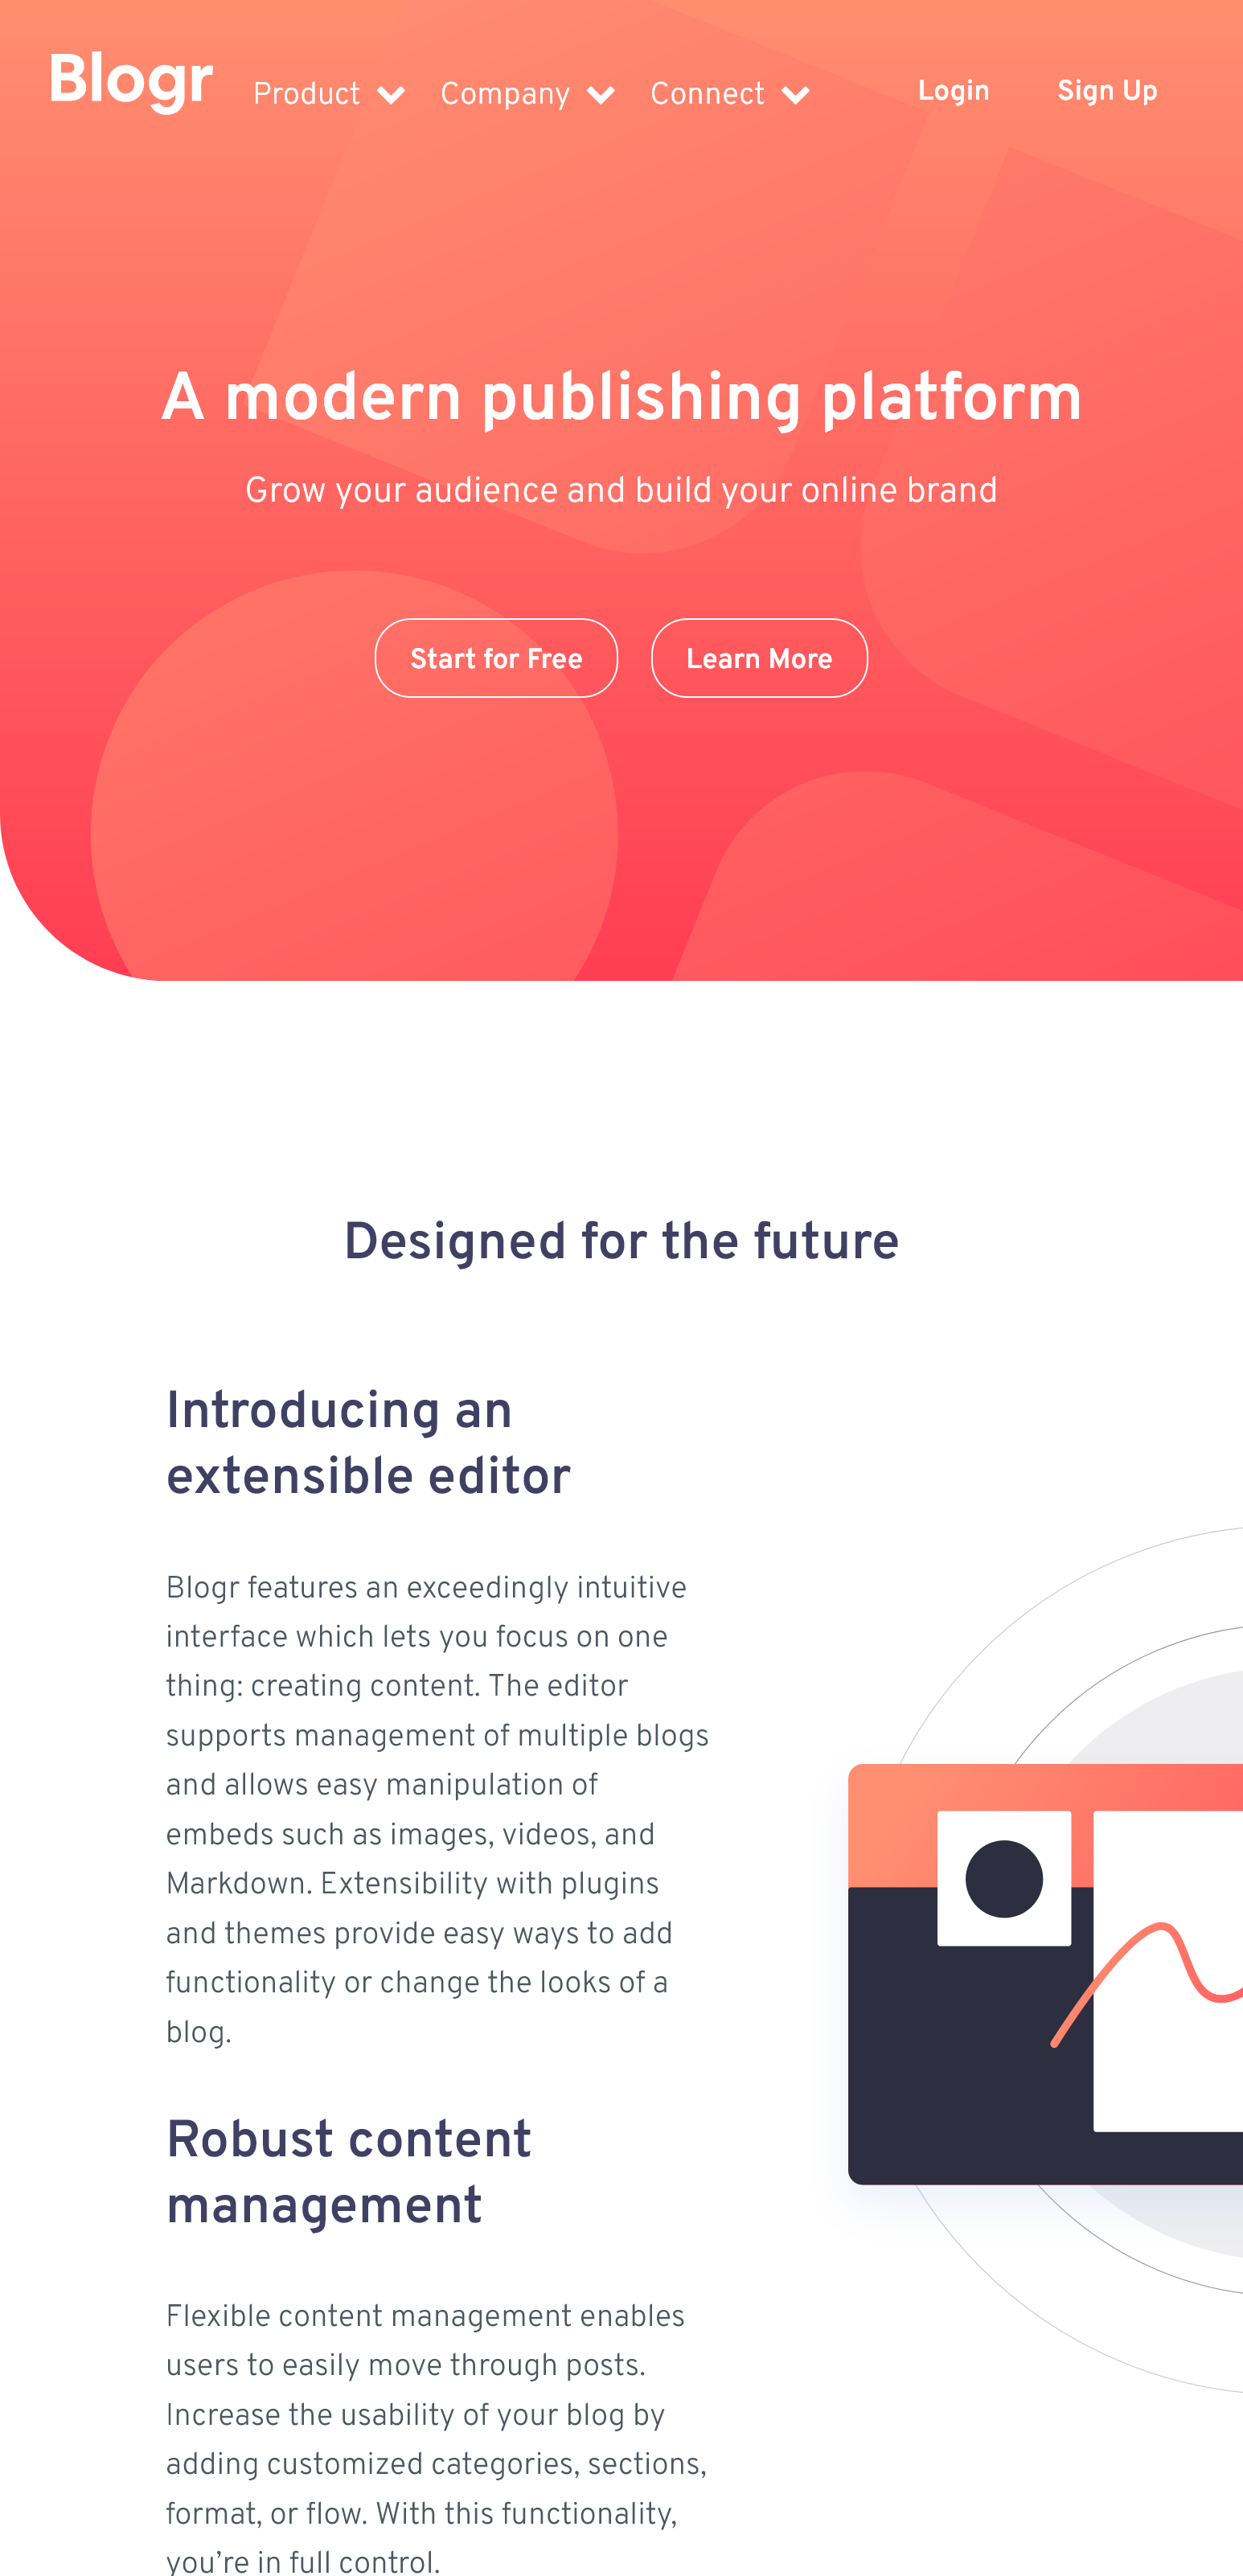 Blogr Product Company Connect Login Sign Up
A modern publishing platform
Grow your audience and build your online brand
Start for Free Learn More
Designed for the future
Introducing an
extensible editor
Blogr features an exceedingly intuitive
interface which lets you focus on one
thing: creating content. The editor
supports management of multiple blogs
and allows easy manipulation of
embeds such as images, videos, and
Markdown. Extensibility with plugins
and themes provide easy ways to add
functionality or change the looks of a
blog.
Robust content
management
Flexible content management enables
users to easily move through posts.
Increase the usability of your blog by
adding customized categories, sections,
format, or flow. With this functionality,
you’re in full control.